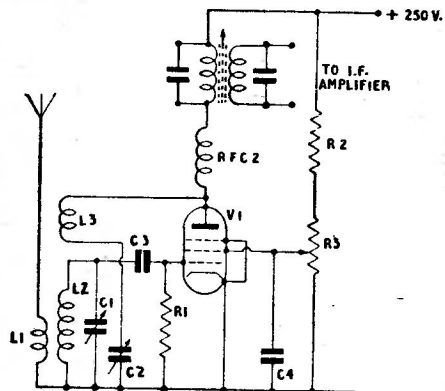 + 250 V.
TO I.F.
AMPLIFIER
R2
RFC2
V1
L3
C3
R3
L2
C1
R1
L1
C2
C4